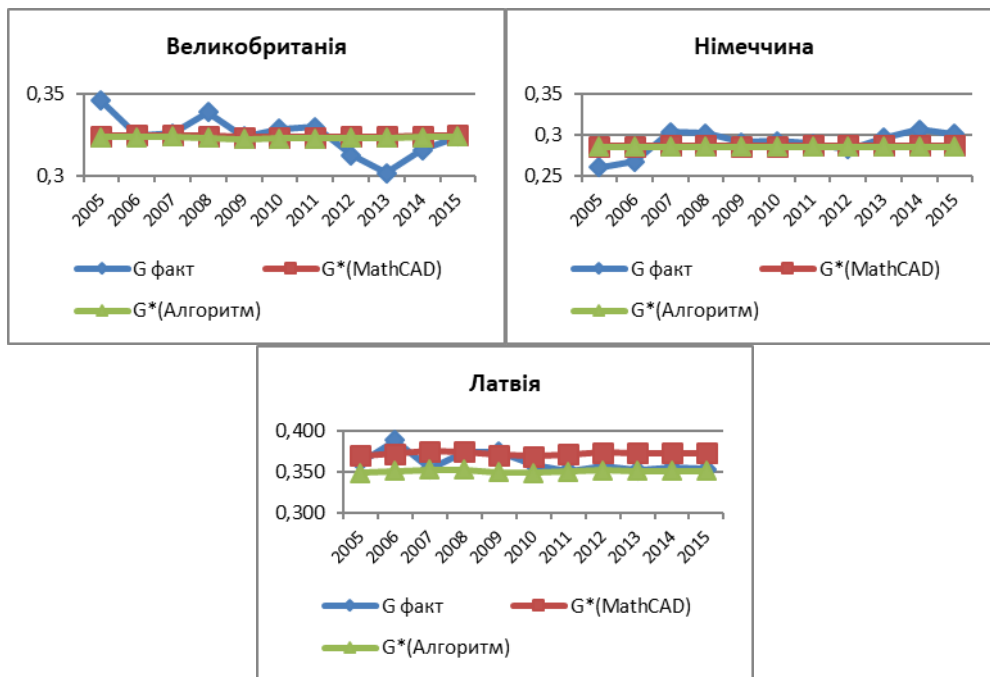 Великобританія
0,35
0,3
2005 2006 2007 2008 2009 2010 2011 2012 2013 2014 2015
G факт
G*(MathCAD)
G*(Алгоритм)
Німеччина
0,35
0,3
0,25
2005 2006 2007 2008 2009 2010 2011 2012 2013 2014 2015
G факт
G*(MathCAD)
G*(Алгоритм)
Латвія
0,400
0,350
0,300
2005 2006 2007 2008 2009 2010 2011 2012 2013 2014 2015
G факт
G*(MathCAD)
G*(Алгоритм)